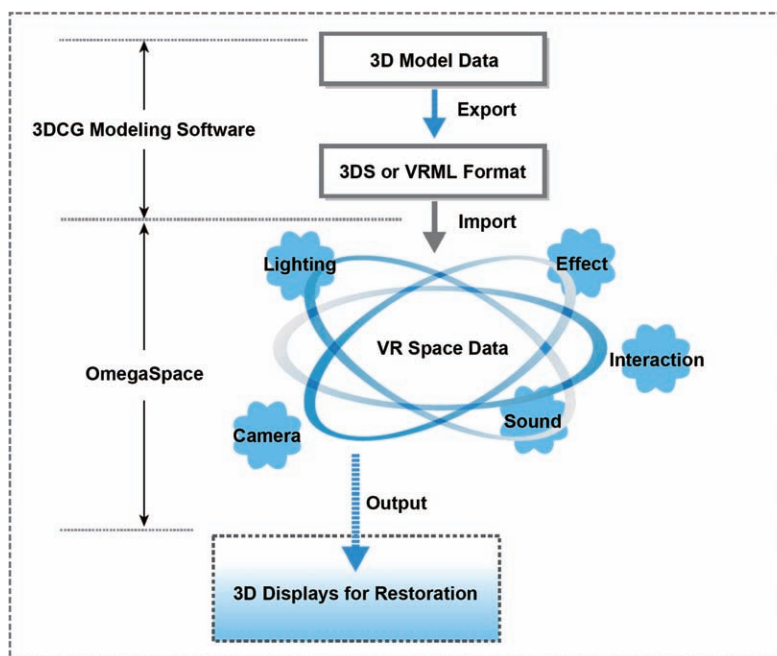 3D Model Data
Export
3DCG Modeling Software
3DS or VRML Format
Import
Lighting
Effect
VR Space Data
Interaction
OmegaSpace
Camera
Sound
Output
3D Displays for Restoration